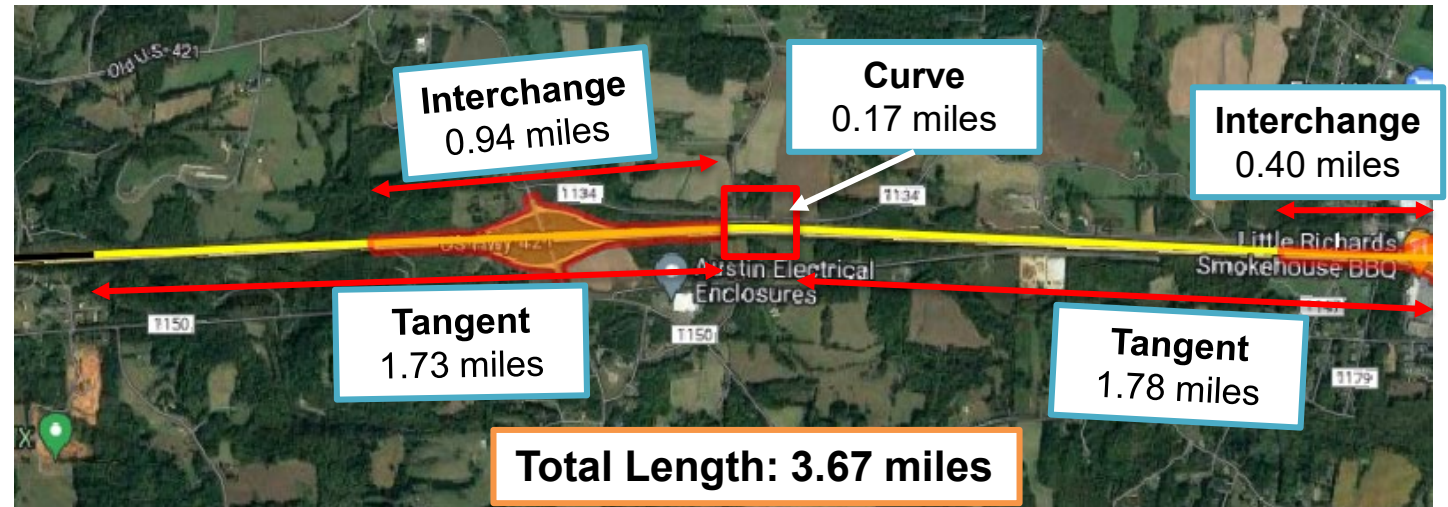 Old U.S. 421
Interchange
0.94 miles
Curve
0.17 miles
Interchange
0.40 miles
1134
1134
US Hwy 421
Little Richards
Smokehouse BBQ
Austin Electrical
Enclosures
Tangent
1.73 miles
1150
1150
Tangent
1.78 miles
1179
X
Total Length: 3.67 miles